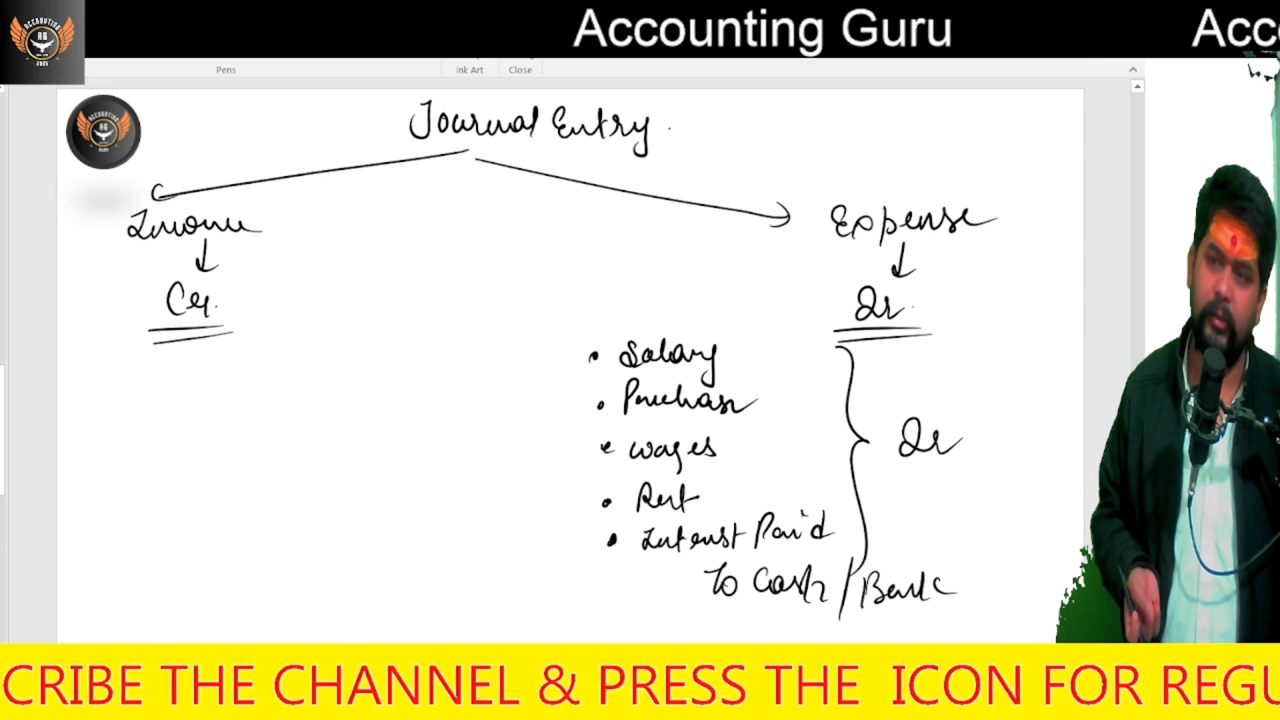 Accounting Guru
Acc
Pens
Ink Art
Close
Journal Entry
Income
Expense
Cr.
Dr.
• Salary
• Purchase
• Wages
• Rent
• Interest Paid
Dr
To Cash / Bank
CRIBE THE CHANNEL & PRESS THE ICON FOR REGU